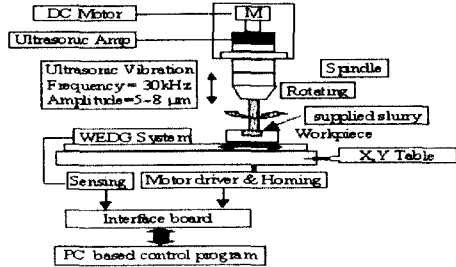 DC Motor
M
Ultrasonic Amp
Ultrasonic Vibration
Frequency= 30kHz
Amplitude=5~8 μm
Spindle
Rotating
supplied slurry
WEDG System
Workpiece
X,Y Table
Sensing
Motor driver & Homing
Interface board
PC based control program